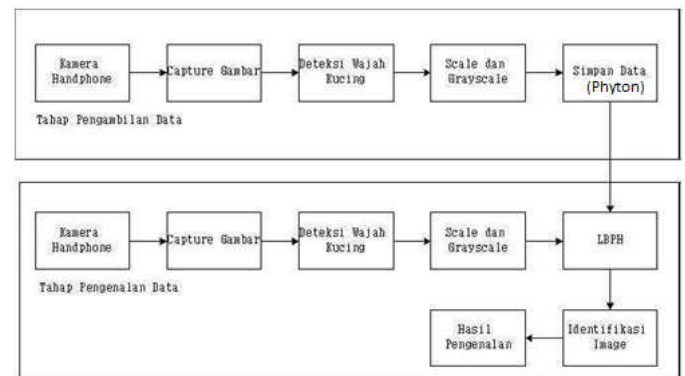 Kamera
Handphone
Capture Gambar
Deteksi Wajah
Kucing
Scale dan
Grayscale
Simpan Data
(Phyton)
Tahap Pengambilan Data
Kamera
Handphone
Capture Gambar
Deteksi Wajah
Kucing
Scale dan
Grayscale
LBPH
Tahap Pengenalan Data
Hasil
Pengenalan
Identifikasi
Image